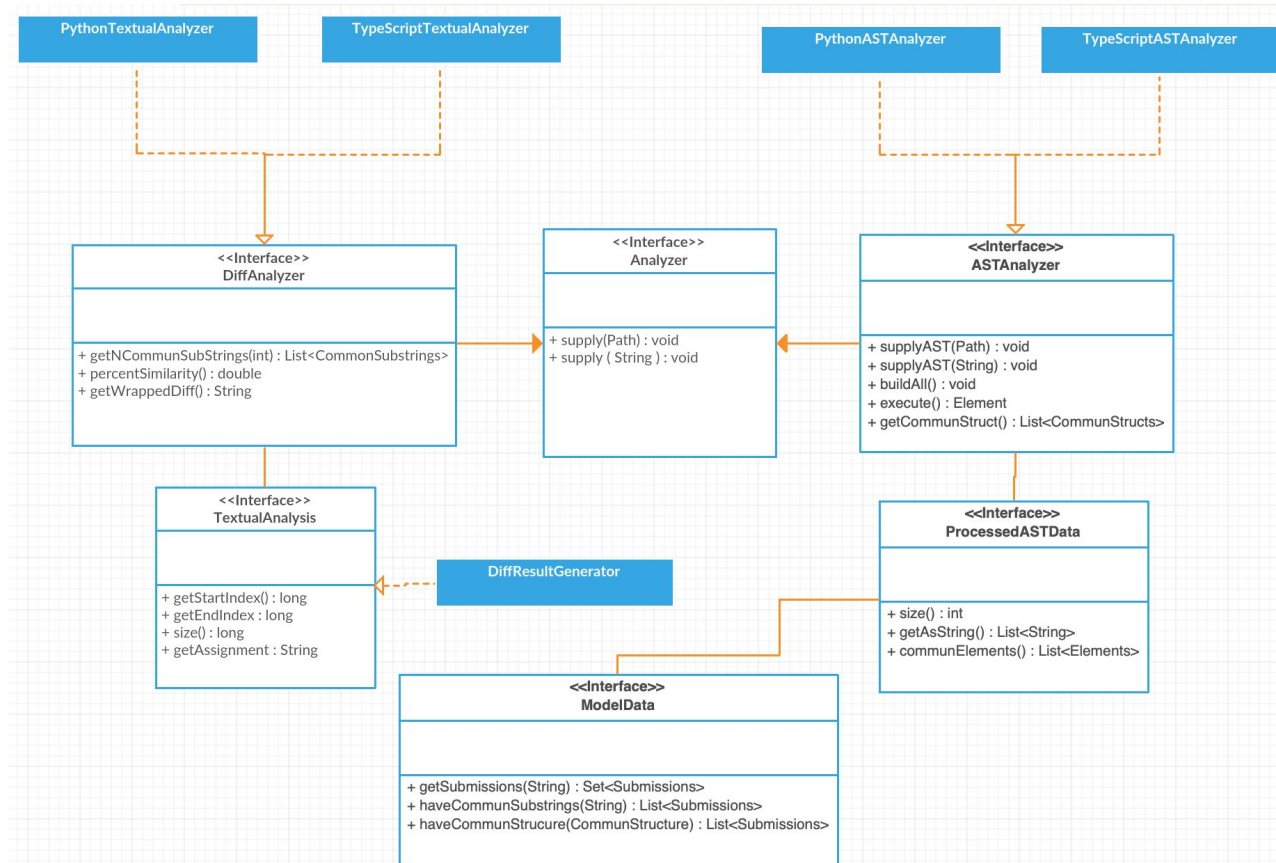 PythonTextualAnalyzer
TypeScriptTextualAnalyzer
PythonASTAnalyzer
TypeScriptASTAnalyzer
<<Interface>>
DiffAnalyzer
+ getNCommunSubStrings(int) : List<CommonSubstrings>
+ percentSimilarity() : double
+ getWrappedDiff() : String
<<Interface>>
Analyzer
+ supply(Path) : void
+ supply ( String ) : void
<<Interface>>
ASTAnalyzer
+ supplyAST(Path) : void
+ supplyAST(String) : void
+ buildAll() : void
+ execute() : Element
+ getCommunStruct() : List<CommunStructs>
<<Interface>>
TextualAnalysis
+ getStartIndex() : long
+ getEndIndex : long
+ size() : long
+ getAssignment : String
DiffResultGenerator
<<Interface>>
ProcessedASTData
+ size() : int
+ getAsString() : List<String>
+ communElements() : List<Elements>
<<Interface>>
ModelData
+ getSubmissions(String) : Set<Submissions>
+ haveCommunSubstrings(String) : List<Submissions>
+ haveCommunStrucure(CommunStructure) : List<Submissions>